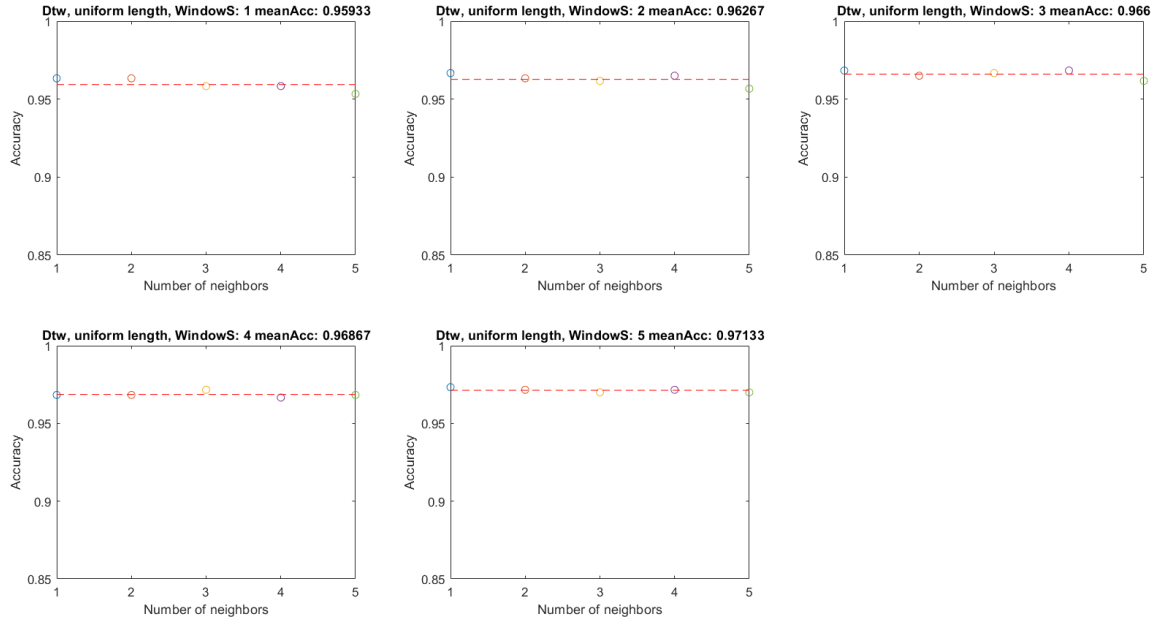 Dtw, uniform length, WindowS: 1 meanAcc: 0.95933
1
0.95
0.9
0.85
Accuracy
1 2 3 4 5
Number of neighbors
Dtw, uniform length, WindowS: 2 meanAcc: 0.96267
1
0.95
0.9
0.85
Accuracy
1 2 3 4 5
Number of neighbors
Dtw, uniform length, WindowS: 3 meanAcc: 0.966
1
0.95
0.9
0.85
Accuracy
1 2 3 4 5
Number of neighbors
Dtw, uniform length, WindowS: 4 meanAcc: 0.96867
1
0.95
0.9
0.85
Accuracy
1 2 3 4 5
Number of neighbors
Dtw, uniform length, WindowS: 5 meanAcc: 0.97133
1
0.95
0.9
0.85
Accuracy
1 2 3 4 5
Number of neighbors